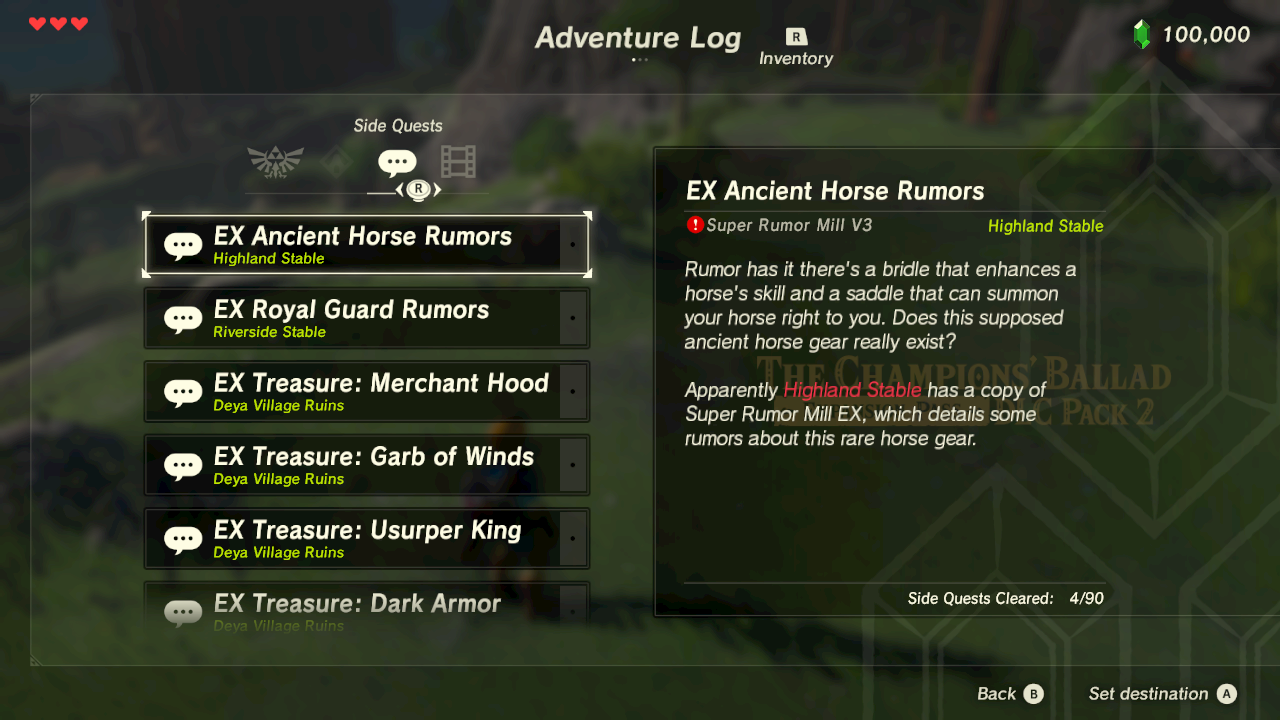 Adventure Log
R
Inventory
100,000
Side Quests
R
EX Ancient Horse Rumors
Highland Stable
EX Royal Guard Rumors
Riverside Stable
EX Treasure: Merchant Hood
Deya Village Ruins
EX Treasure: Garb of Winds
Deya Village Ruins
EX Treasure: Usurper King
Deya Village Ruins
EX Treasure: Dark Armor
Deya Village Ruins
EX Ancient Horse Rumors
! Super Rumor Mill V3
Highland Stable
Rumor has it there's a bridle that enhances a
horse's skill and a saddle that can summon
your horse right to you. Does this supposed
ancient horse gear really exist?
Apparently Highland Stable has a copy of
Super Rumor Mill EX, which details some
rumors about this rare horse gear.
The Champions' Ballad
DLC Pack 2
Side Quests Cleared: 4/90
Back B
Set destination A